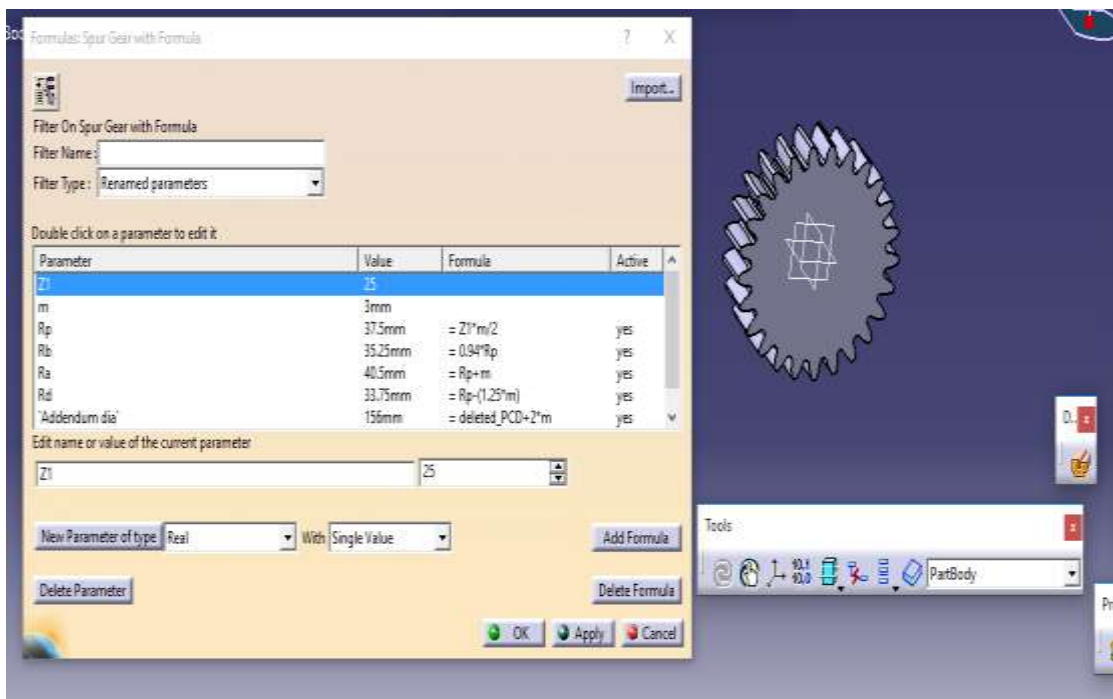 Formulas: Spur Gear with Formula ? X
Import...
Filter On Spur Gear with Formula
Filter Name :
Filter Type : Renamed parameters
Double click on a parameter to edit it
Parameter Value Formula Active
Z1 25
m 3mm
Rp 37.5mm = Z1*m/2 yes
Rb 35.25mm = 0.94*Rp yes
Ra 40.5mm = Rp+m yes
Rd 33.75mm = Rp-(1.25*m) yes
`Addendum dia` 156mm = deleted_PCD+2*m yes
Edit name or value of the current parameter
Z1 25
New Parameter of type Real With Single Value Add Formula
Delete Parameter Delete Formula
OK Apply Cancel
D..
Tools
PartBody